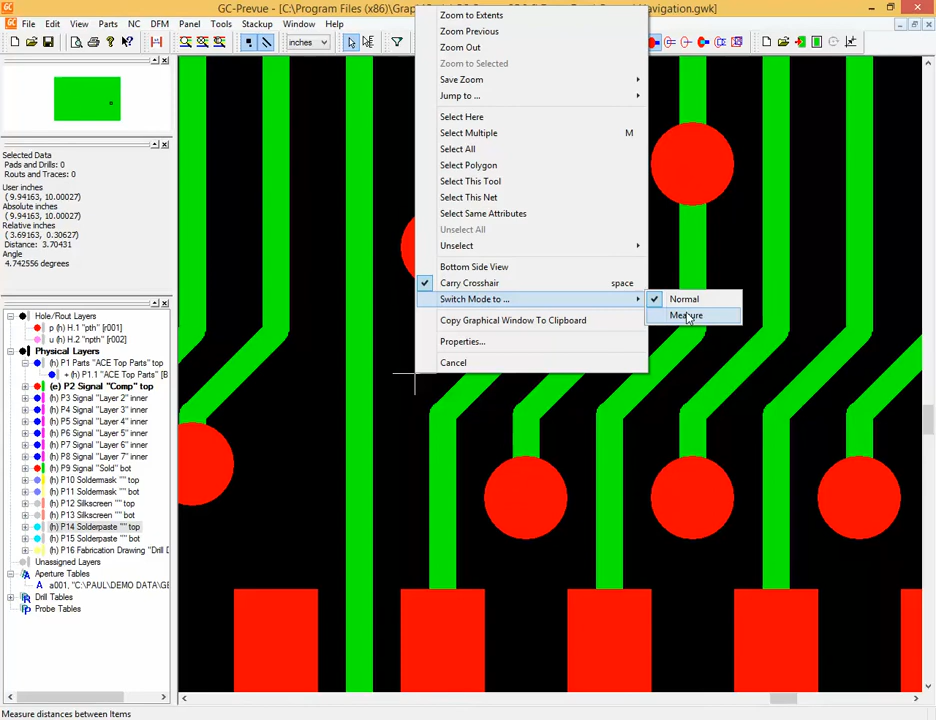 GC-Prevue - [C:\Program Files (x86)\Grap
Navigation.gwk]
File Edit View Parts NC DFM Panel Tools Stackup Window Help
inches
Selected Data
Pads and Drills: 0
Routs and Traces: 0
User inches
( 9.94163, 10.00027)
Absolute inches
( 9.94163, 10.00027)
Relative inches
( 3.69163, 0.30627)
Distance: 3.70431
Angle
4.742556 degrees
Hole/Rout Layers
p (h) H.1 "pth" [r001]
u (h) H.2 "npth" [r002]
Physical Layers
(h) P1 Parts "ACE Top Parts" top
+ (h) P1.1 "ACE Top Parts" [B
(e) P2 Signal "Comp" top
(h) P3 Signal "Layer 2" inner
(h) P4 Signal "Layer 3" inner
(h) P5 Signal "Layer 4" inner
(h) P6 Signal "Layer 5" inner
(h) P7 Signal "Layer 6" inner
(h) P8 Signal "Layer 7" inner
(h) P9 Signal "Sold" bot
(h) P10 Soldermask "" top
(h) P11 Soldermask "" bot
(h) P12 Silkscreen "" top
(h) P13 Silkscreen "" bot
(h) P14 Solderpaste "" top
(h) P15 Solderpaste "" bot
(h) P16 Fabrication Drawing "Drill D
Unassigned Layers
Aperture Tables
a001, "C:\PAUL\DEMO DATA\GE
Drill Tables
Probe Tables
Zoom to Extents
Zoom Previous
Zoom Out
Zoom to Selected
Save Zoom
Jump to ...
Select Here
Select Multiple M
Select All
Select Polygon
Select This Tool
Select This Net
Select Same Attributes
Unselect All
Unselect
Bottom Side View
Carry Crosshair space
Switch Mode to ...
Copy Graphical Window To Clipboard
Properties...
Cancel
Normal
Measure
Measure distances between Items